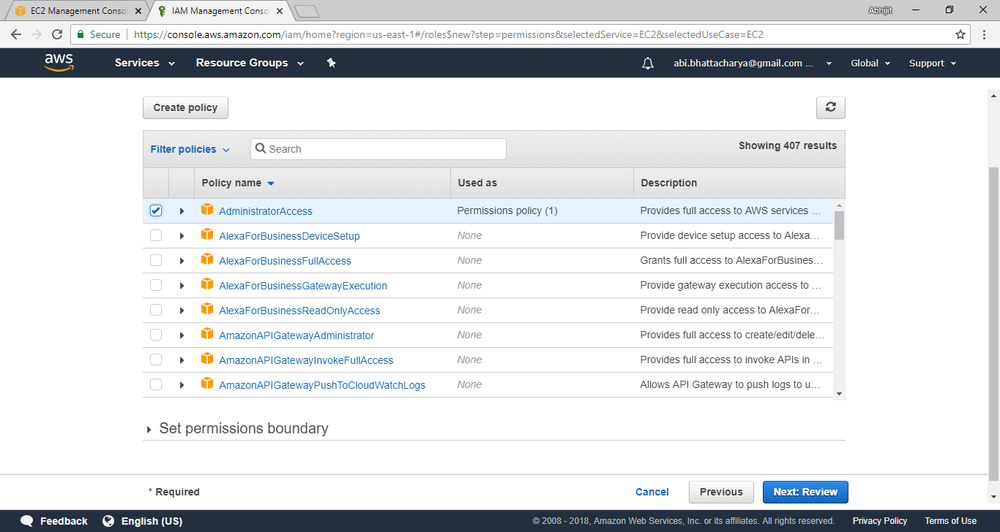 EC2 Management Conso
IAM Management Conso
Abhijit
Secure
https://console.aws.amazon.com/iam/home?region=us-east-1#/roles$new?step=permissions&selectedService=EC2&selectedUseCase=EC2
aws
Services
Resource Groups
abi.bhattacharya@gmail.com ...
Global
Support
Create policy
Filter policies
Search
Showing 407 results
Policy name
Used as
Description
AdministratorAccess
Permissions policy (1)
Provides full access to AWS services ...
AlexaForBusinessDeviceSetup
None
Provide device setup access to Alexa...
AlexaForBusinessFullAccess
None
Grants full access to AlexaForBusines...
AlexaForBusinessGatewayExecution
None
Provide gateway execution access to ...
AlexaForBusinessReadOnlyAccess
None
Provide read only access to AlexaFor...
AmazonAPIGatewayAdministrator
None
Provides full access to create/edit/dele...
AmazonAPIGatewayInvokeFullAccess
None
Provides full access to invoke APIs in ...
AmazonAPIGatewayPushToCloudWatchLogs
None
Allows API Gateway to push logs to u...
Set permissions boundary
* Required
Cancel
Previous
Next: Review
Feedback
English (US)
© 2008 - 2018, Amazon Web Services, Inc. or its affiliates. All rights reserved.
Privacy Policy
Terms of Use